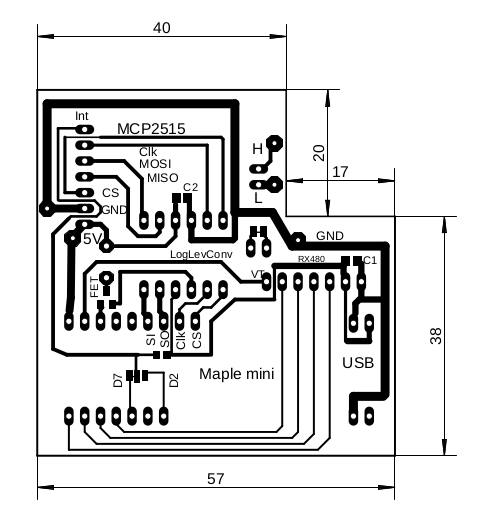 40
Int
MCP2515
Clk
MOSI
MISO
H
20
17
CS
C2
L
GND
5V
GND
LogLevConv
RX480
C1
VT
FET
SI
SO
Clk
CS
38
USB
D7
D2
Maple mini
57